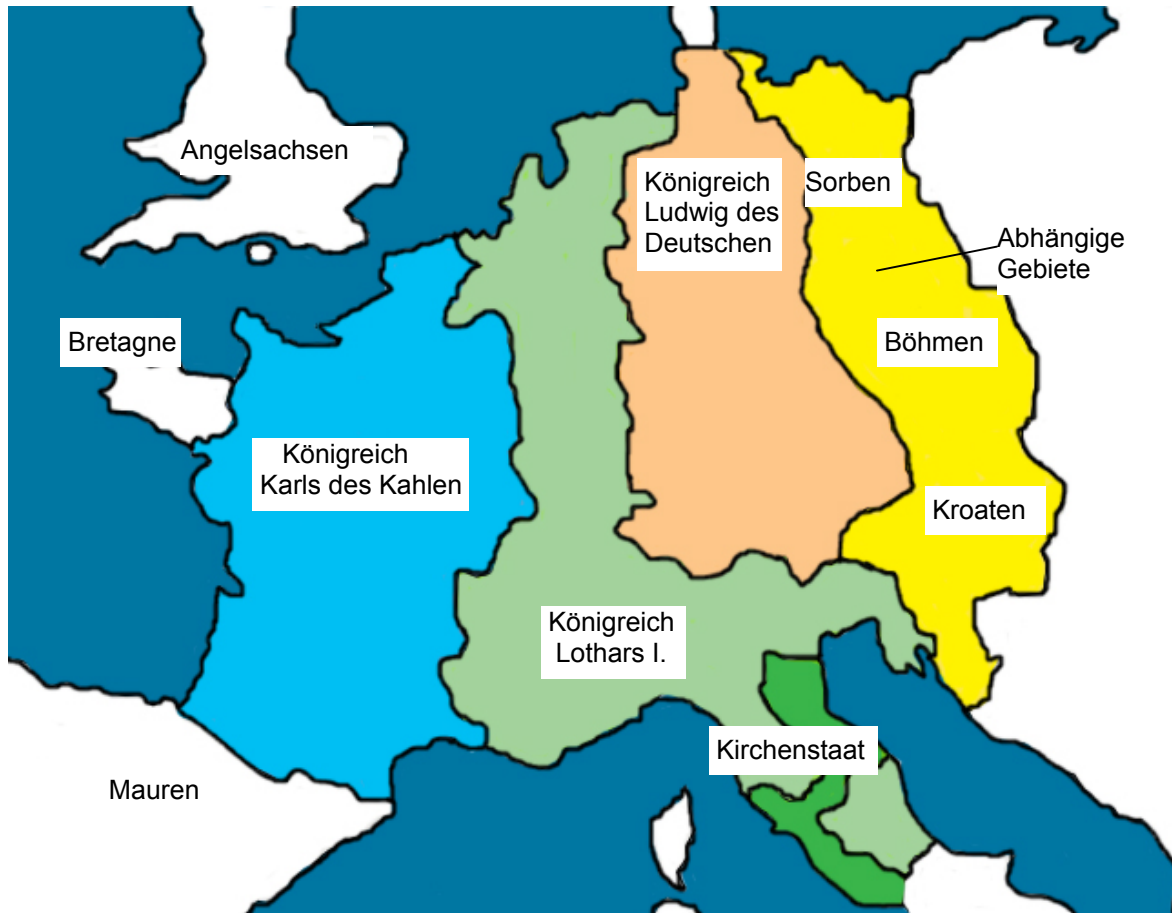 Angelsachsen
Königreich
Ludwig des
Deutschen
Sorben
Abhängige
Gebiete
Bretagne
Böhmen
Königreich
Karls des Kahlen
Kroaten
Königreich
Lothars I.
Kirchenstaat
Mauren